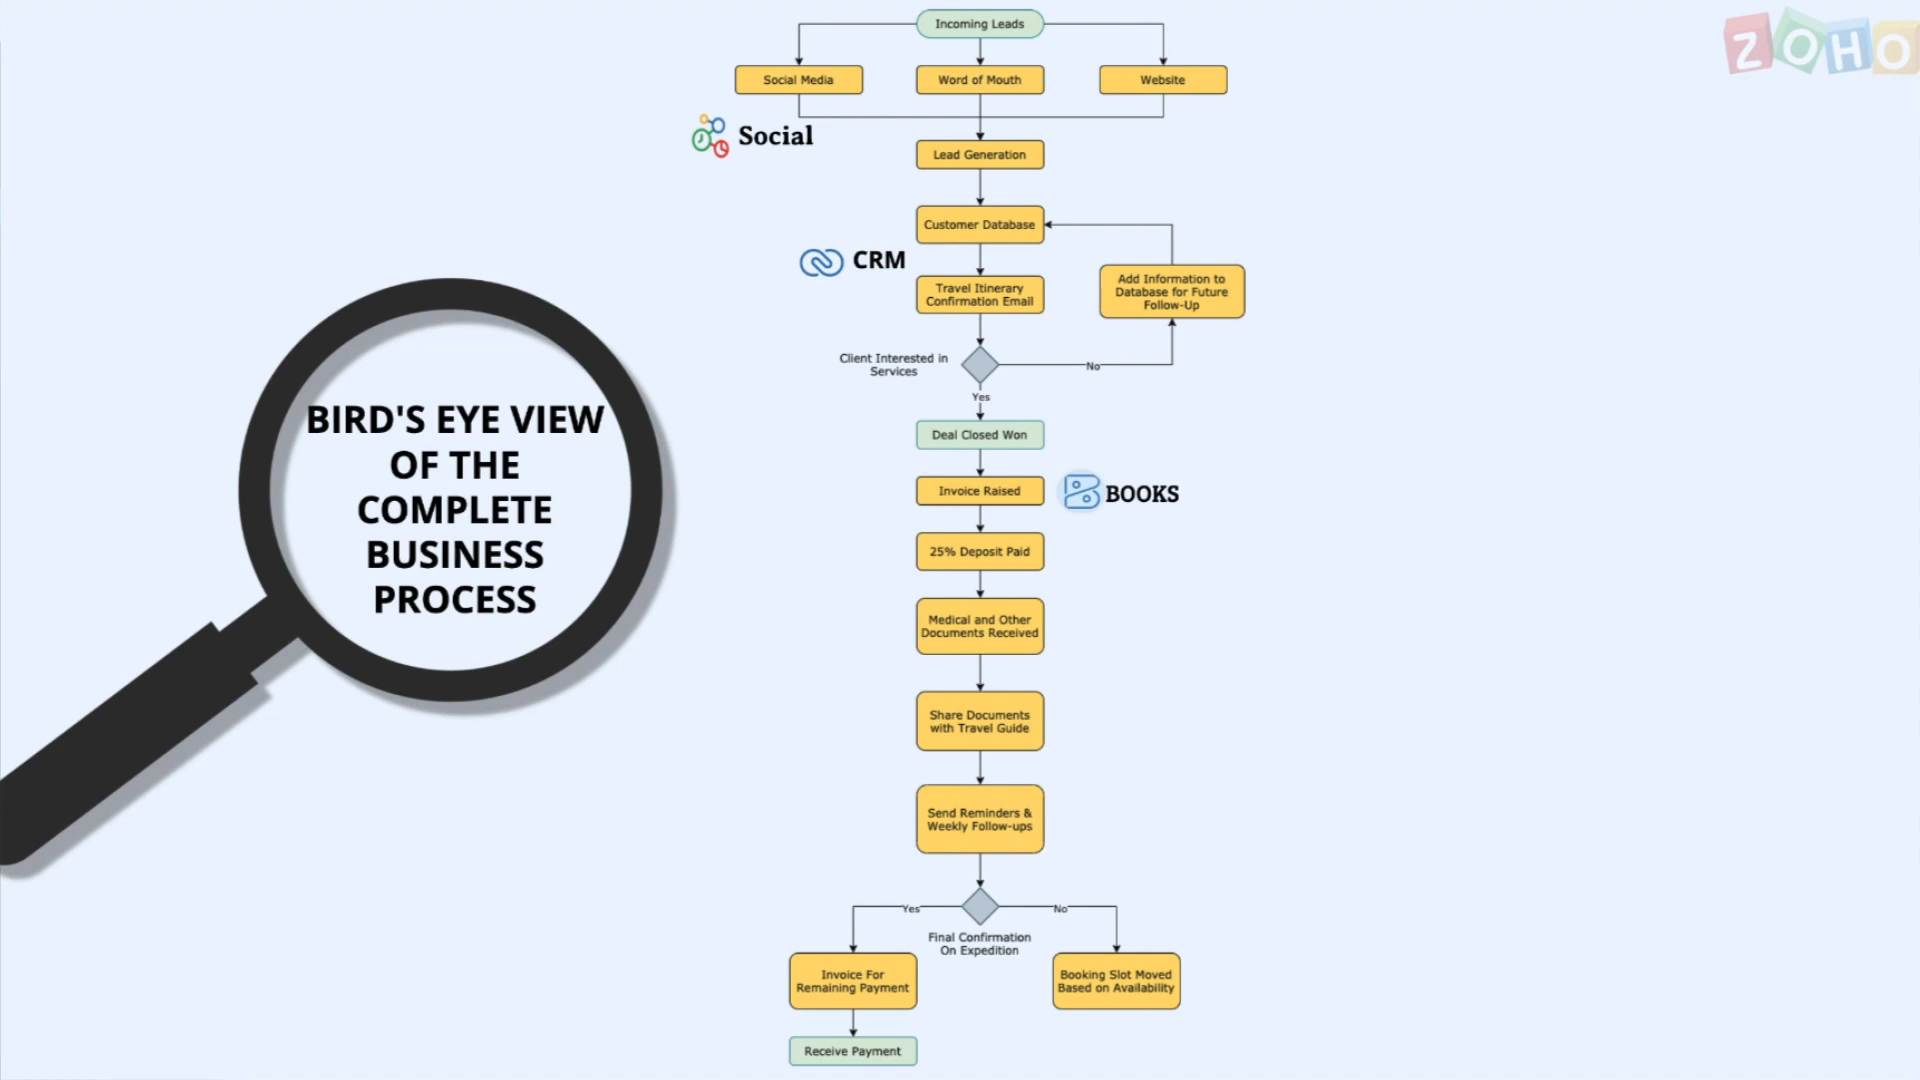 Incoming Leads
ZOHO
Social Media
Word of Mouth
Website
Social
Lead Generation
Customer Database
CRM
Travel Itinerary
Confirmation Email
Add Information to
Database for Future
Follow-Up
Client Interested in
Services
No
Yes
BIRD'S EYE VIEW
OF THE
COMPLETE
BUSINESS
PROCESS
Deal Closed Won
Invoice Raised
BOOKS
25% Deposit Paid
Medical and Other
Documents Received
Share Documents
with Travel Guide
Send Reminders &
Weekly Follow-ups
Yes
No
Final Confirmation
On Expedition
Invoice For
Remaining Payment
Booking Slot Moved
Based on Availability
Receive Payment